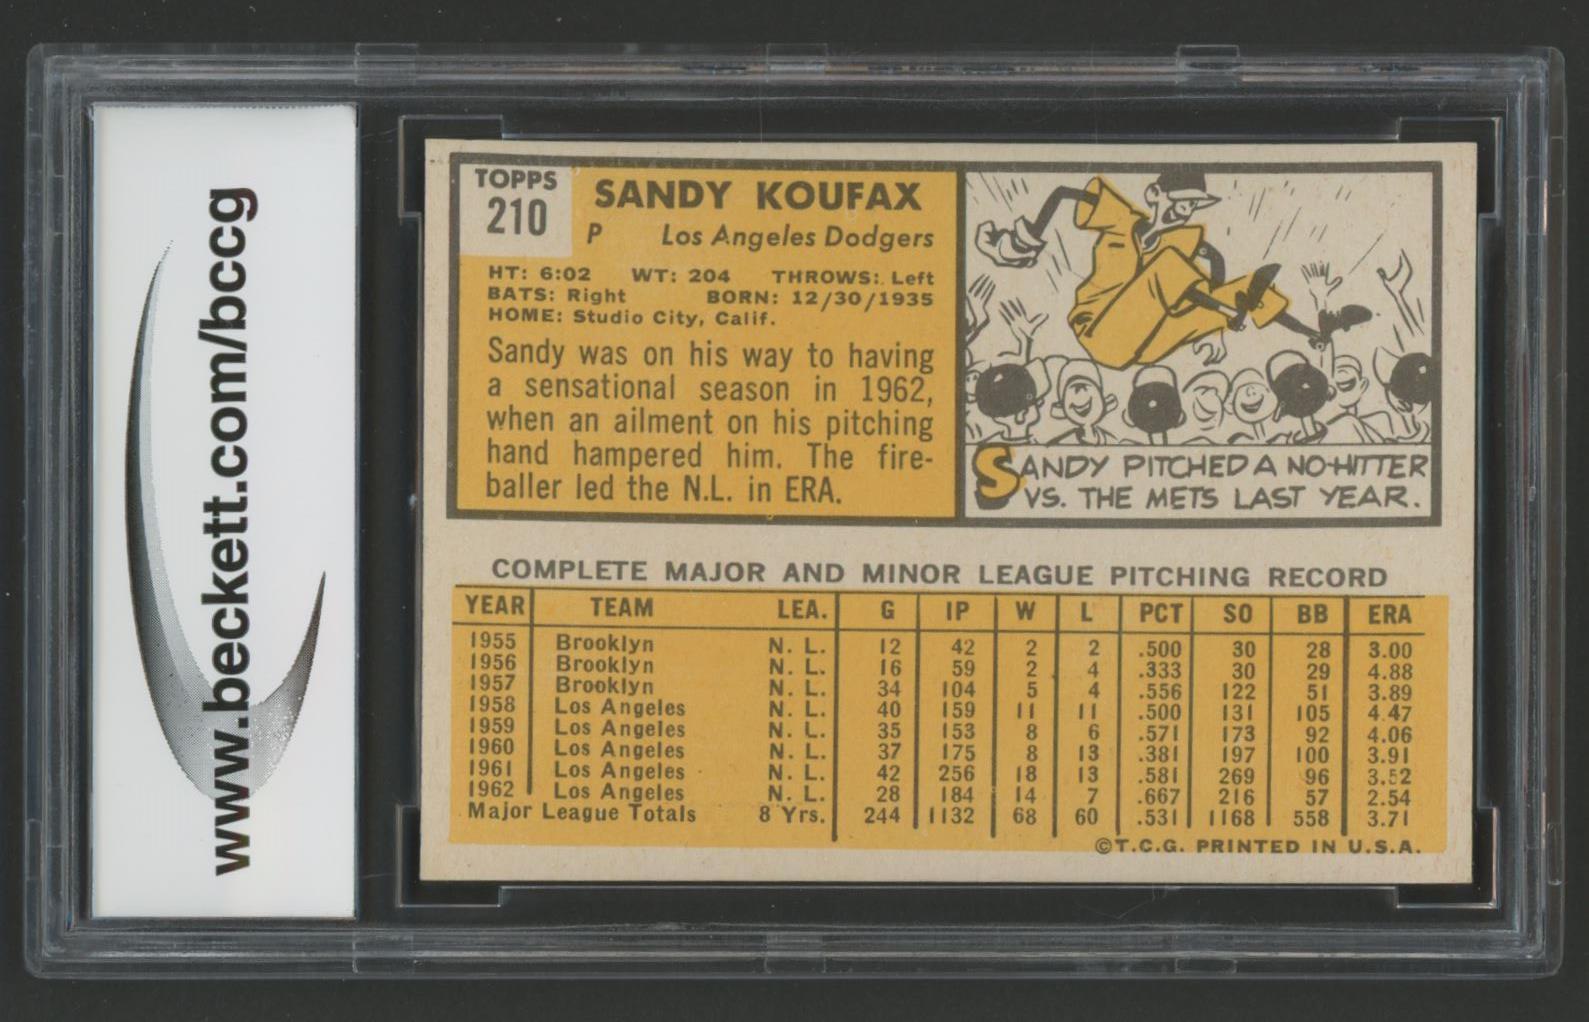 www.beckett.com/bccg
TOPPS
210
SANDY KOUFAX
P Los Angeles Dodgers
HT: 6:02 WT: 204 THROWS: Left
BATS: Right BORN: 12/30/1935
HOME: Studio City, Calif.
Sandy was on his way to having
a sensational season in 1962,
when an ailment on his pitching
hand hampered him. The fire-
baller led the N.L. in ERA.
SANDY PITCHED A NO-HITTER
VS. THE METS LAST YEAR.
COMPLETE MAJOR AND MINOR LEAGUE PITCHING RECORD
YEAR TEAM LEA. G IP W L PCT SO BB ERA
1955 Brooklyn N. L. 12 42 2 2 .500 30 28 3.00
1956 Brooklyn N. L. 16 59 2 4 .333 30 29 4.88
1957 Brooklyn N. L. 34 104 5 4 .556 122 51 3.89
1958 Los Angeles N. L. 40 159 11 11 .500 131 105 4.47
1959 Los Angeles N. L. 35 153 8 6 .571 173 92 4.06
1960 Los Angeles N. L. 37 175 8 13 .381 197 100 3.91
1961 Los Angeles N. L. 42 256 18 13 .581 269 96 3.52
1962 Los Angeles N. L. 28 184 14 7 .667 216 57 2.54
Major League Totals 8 Yrs. 244 1132 68 60 .531 1168 558 3.71
©T.C.G. PRINTED IN U.S.A.